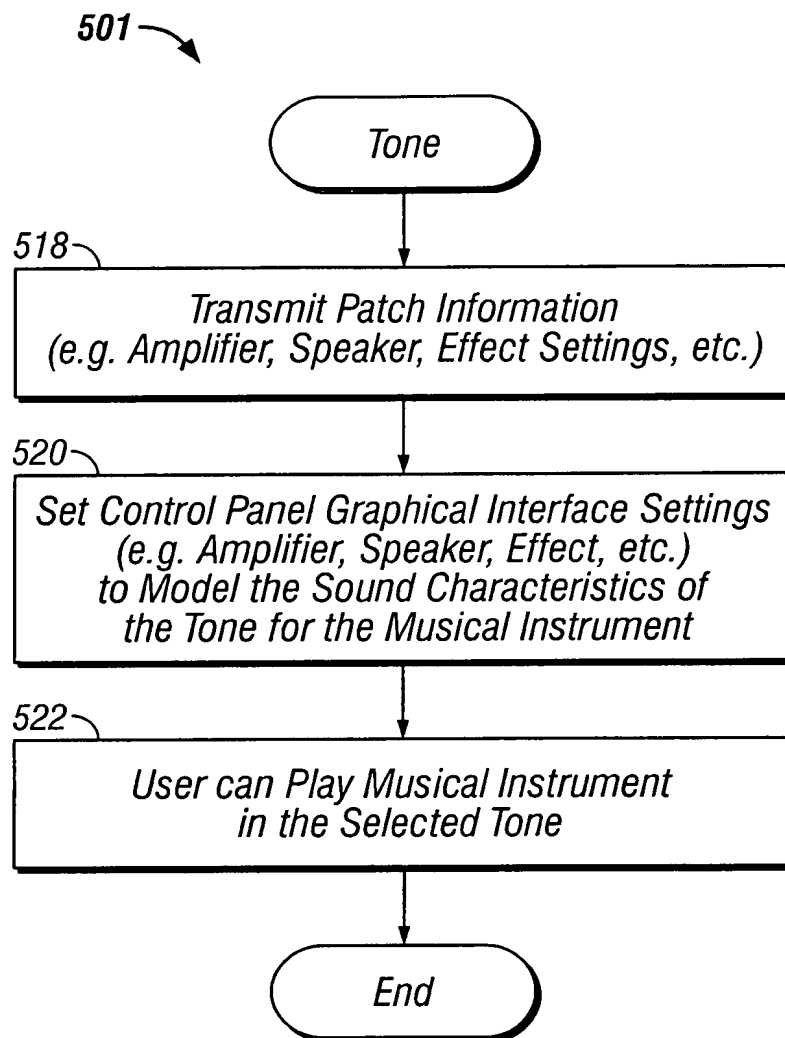 501
Tone
518
Transmit Patch Information
(e.g. Amplifier, Speaker, Effect Settings, etc.)
520
Set Control Panel Graphical Interface Settings
(e.g. Amplifier, Speaker, Effect, etc.)
to Model the Sound Characteristics of
the Tone for the Musical Instrument
522
User can Play Musical Instrument
in the Selected Tone
End